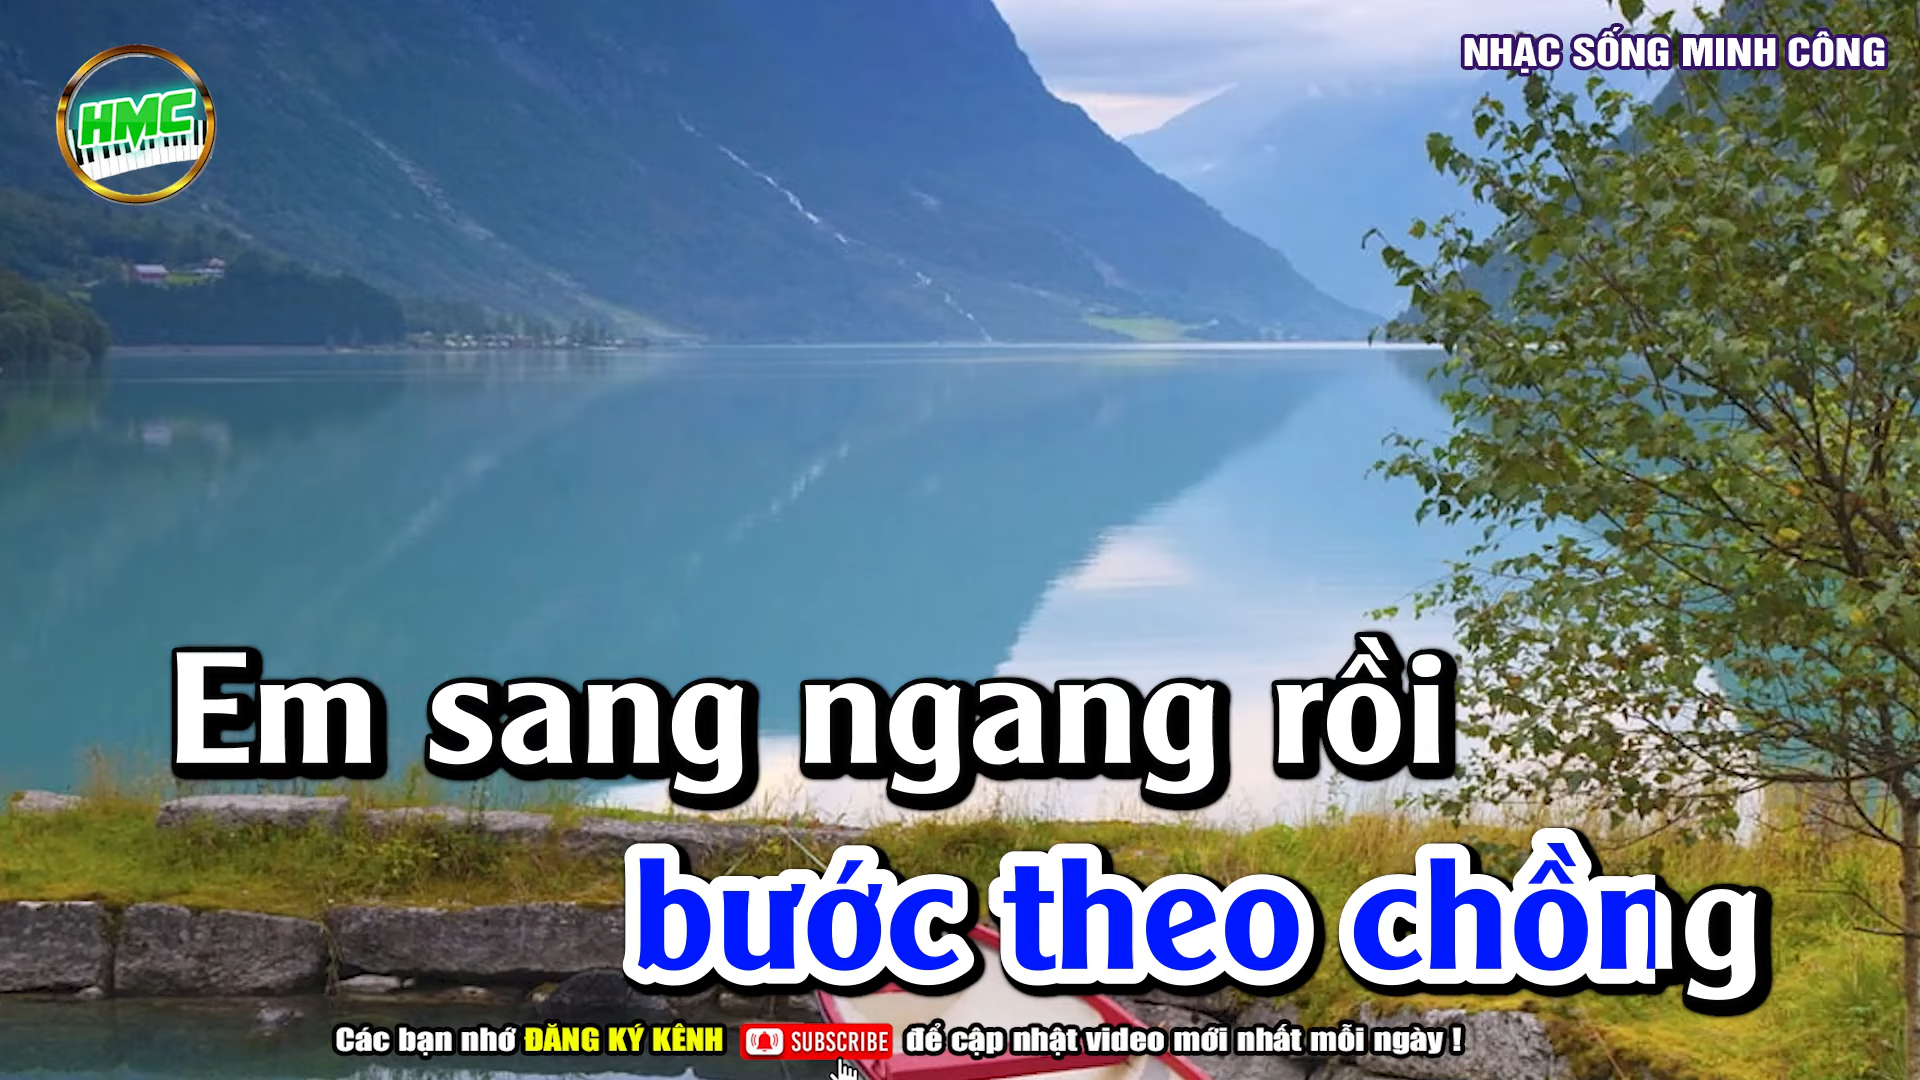 NHẠC SỐNG MINH CÔNG
HMC
Em sang ngang rồi
bước theo chồng
Các bạn nhớ ĐĂNG KÝ KÊNH SUBSCRIBE để cập nhật video mới nhất mỗi ngày !